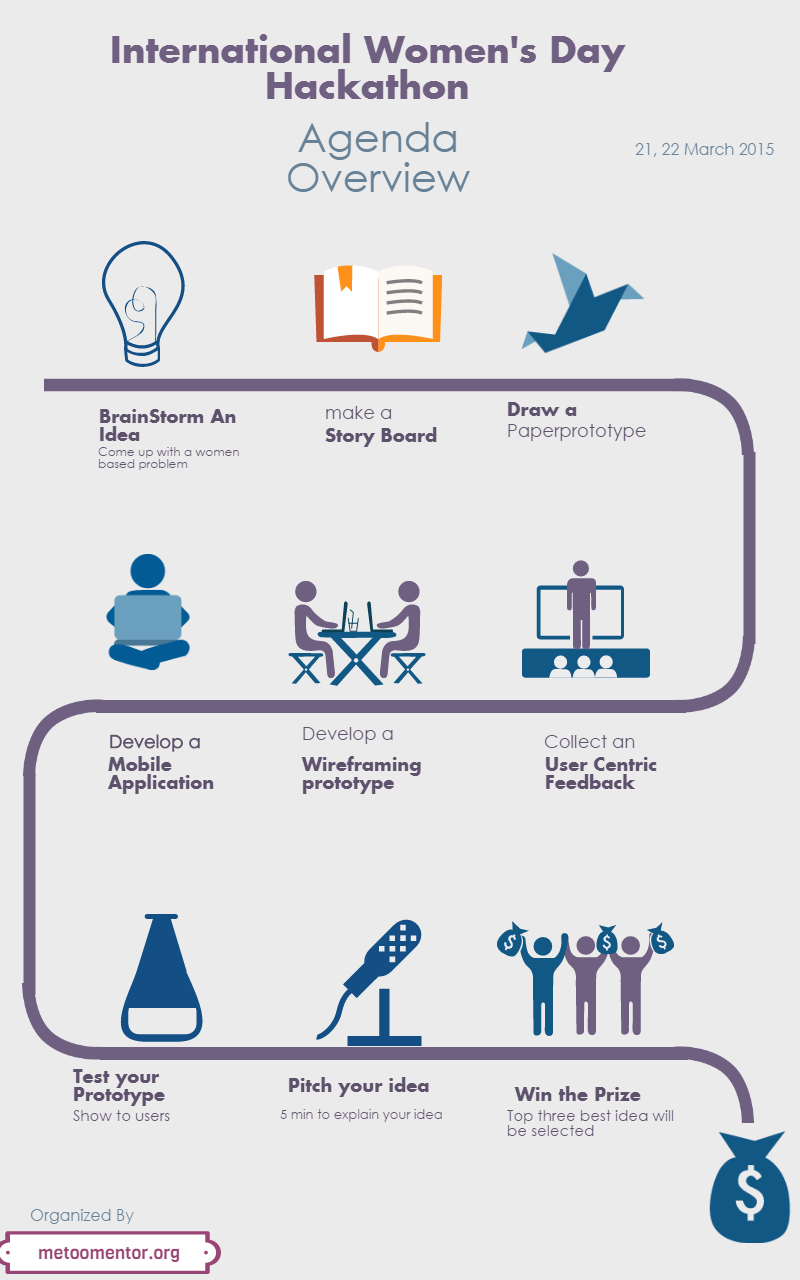 International Women's Day
Hackathon
Agenda
Overview
21, 22 March 2015
BrainStorm An
Idea
Come up with a women
based problem
make a
Story Board
Draw a
Paperprototype
Develop a
Mobile
Application
Develop a
Wireframing
prototype
Collect an
User Centric
Feedback
Test your
Prototype
Show to users
Pitch your idea
5 min to explain your idea
Win the Prize
Top three best idea will
be selected
$
$
$
$
Organized By
metoomentor.org